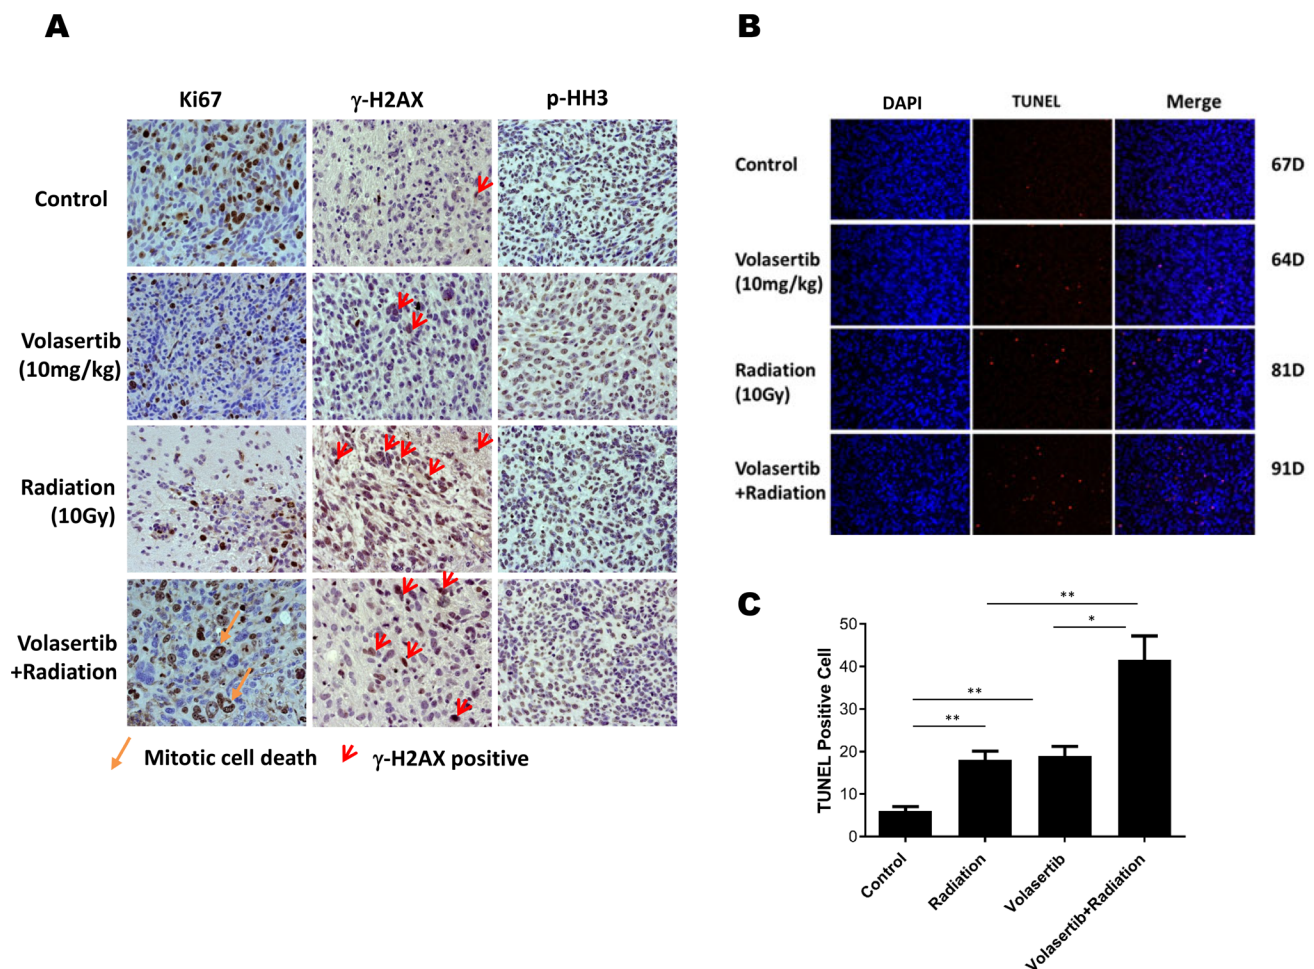 A
Ki67 γ-H2AX p-HH3
Control
Volasertib
(10mg/kg)
Radiation
(10Gy)
Volasertib
+Radiation
Mitotic cell death γ-H2AX positive
B
DAPI TUNEL Merge
Control 67D
Volasertib
(10mg/kg) 64D
Radiation
(10Gy) 81D
Volasertib
+Radiation 91D
C
**
*
**
**
TUNEL Positive Cell
50
40
30
20
10
0
Control Radiation Volasertib Volasertib+Radiation